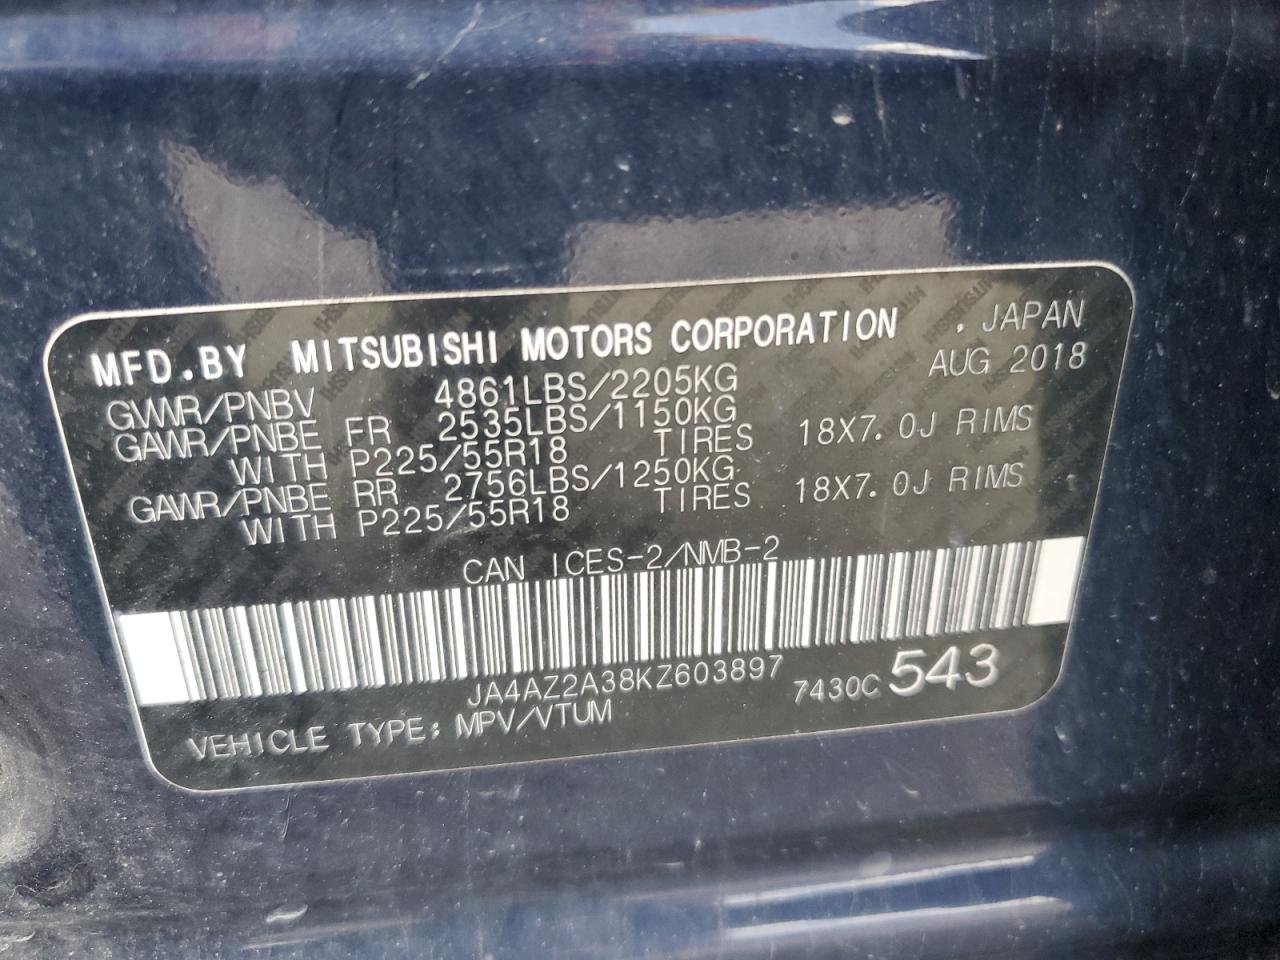 MFD.BY MITSUBISHI MOTORS CORPORATION . JAPAN
AUG 2018
GVWR/PNBV 4861LBS/2205KG
GAWR/PNBE FR 2535LBS/1150KG
WITH P225/55R18 TIRES 18X7.0J RIMS
GAWR/PNBE RR 2756LBS/1250KG
WITH P225/55R18 TIRES 18X7.0J RIMS
CAN ICES-2/NMB-2
JA4AZ2A38KZ603897
7430C 543
VEHICLE TYPE: MPV/VTUM